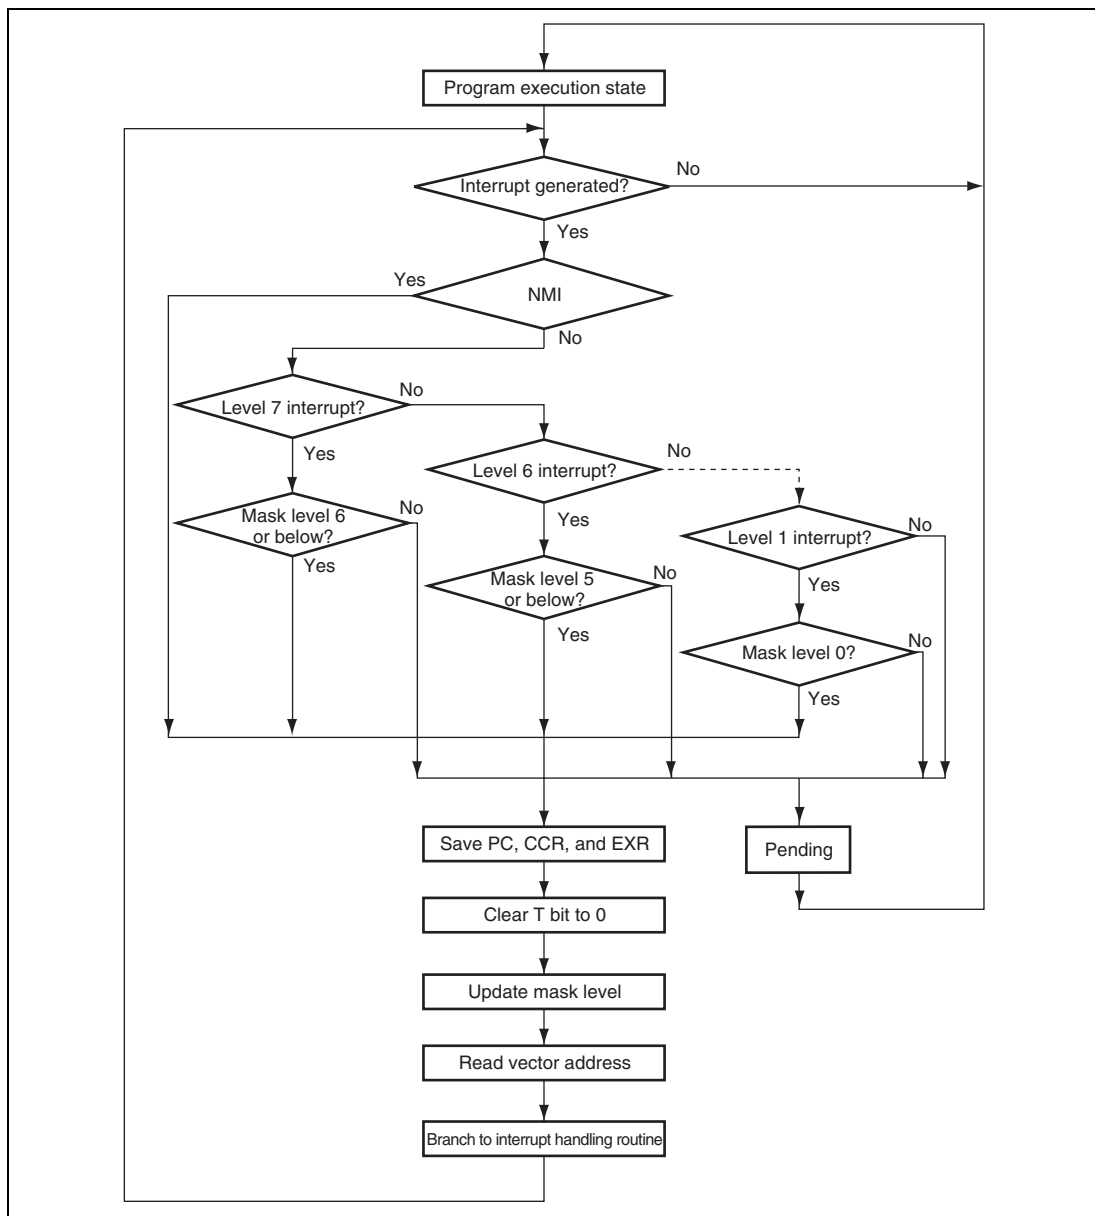 Program execution state
No
Interrupt generated?
Yes
Yes
NMI
No
No
Level 7 interrupt?
No
Yes
Level 6 interrupt?
No
Mask level 6
or below?
Yes
No
Level 1 interrupt?
Yes
No
Mask level 5
or below?
Yes
Yes
No
Mask level 0?
Yes
Save PC, CCR, and EXR
Pending
Clear T bit to 0
Update mask level
Read vector address
Branch to interrupt handling routine